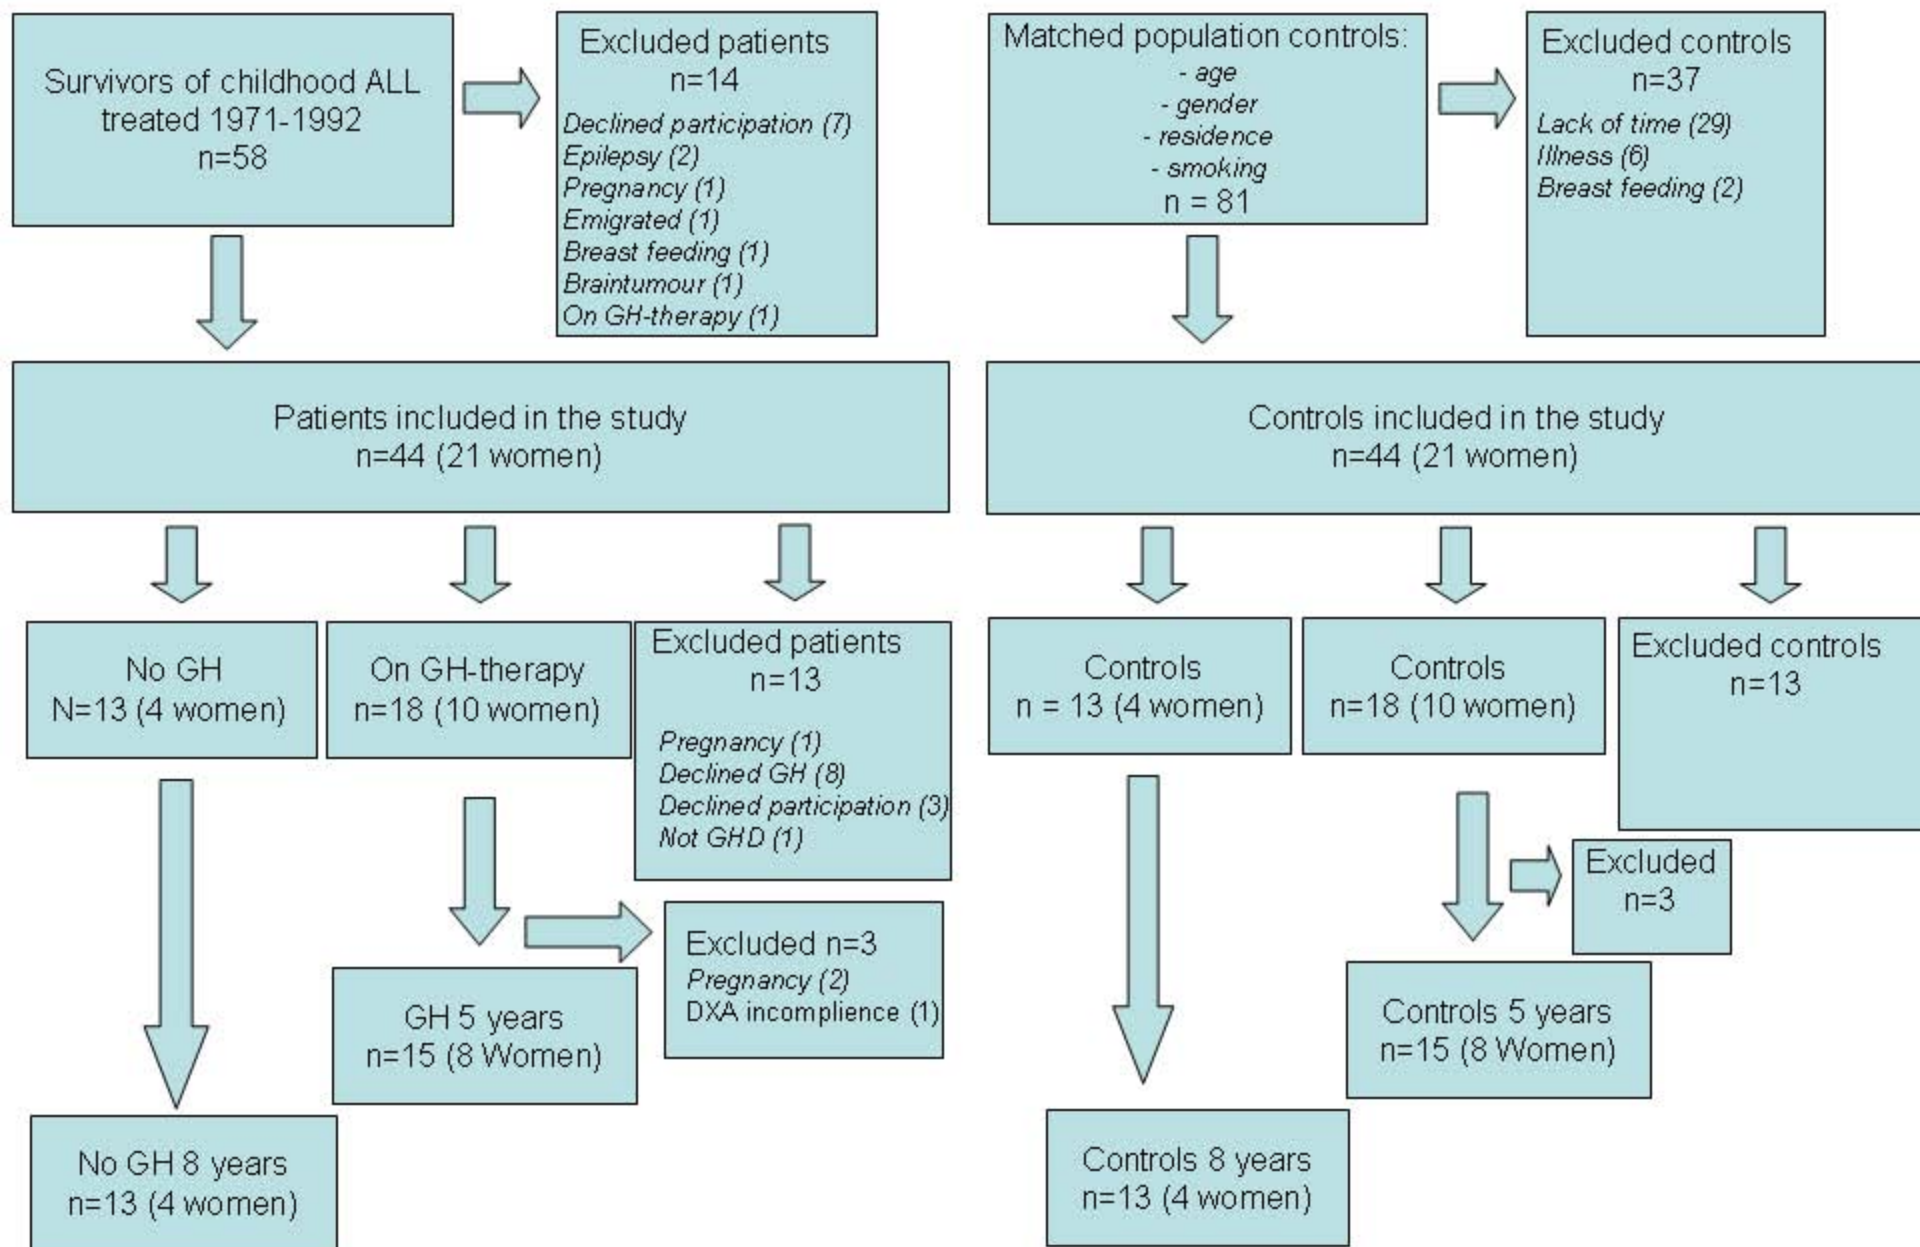 Survivors of childhood ALL
treated 1971-1992
n=58
Excluded patients
n=14
Declined participation (7)
Epilepsy (2)
Pregnancy (1)
Emigrated (1)
Breast feeding (1)
Braintumour (1)
On GH-therapy (1)
Matched population controls:
- age
- gender
- residence
- smoking
n = 81
Excluded controls
n=37
Lack of time (29)
Illness (6)
Breast feeding (2)
Patients included in the study
n=44 (21 women)
Controls included in the study
n=44 (21 women)
No GH
N=13 (4 women)
On GH-therapy
n=18 (10 women)
Excluded patients
n=13
Pregnancy (1)
Declined GH (8)
Declined participation (3)
Not GHD (1)
Controls
n = 13 (4 women)
Controls
n=18 (10 women)
Excluded controls
n=13
Excluded n=3
Pregnancy (2)
DXA incomplience (1)
Excluded
n=3
GH 5 years
n=15 (8 Women)
Controls 5 years
n=15 (8 Women)
No GH 8 years
n=13 (4 women)
Controls 8 years
n=13 (4 women)